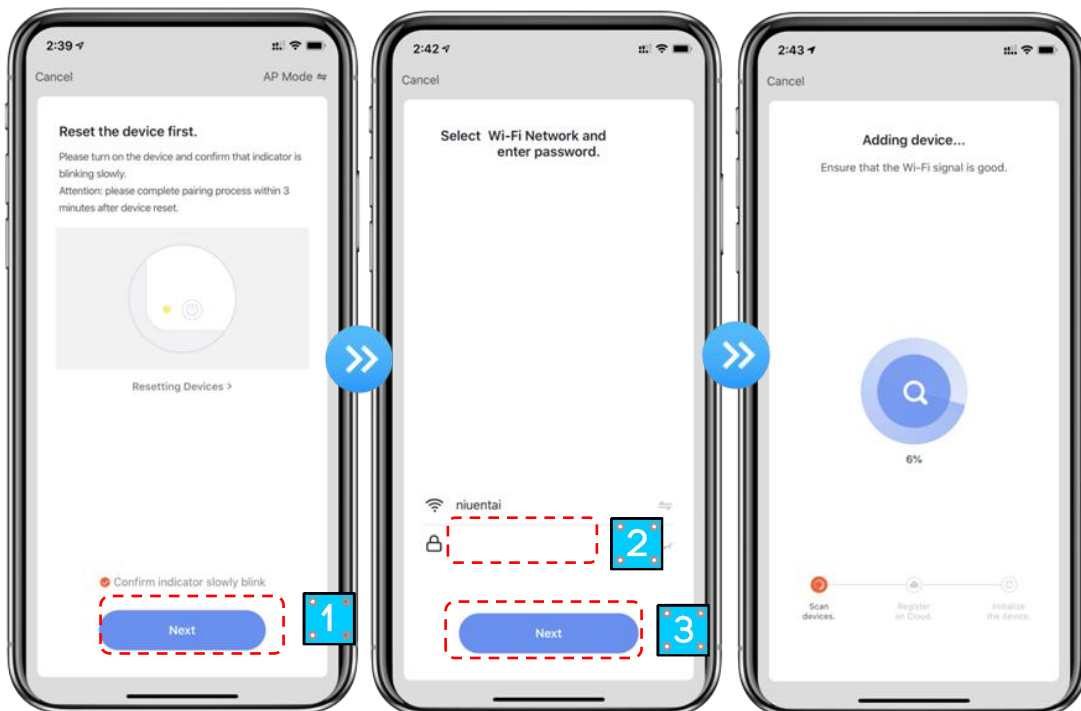 2:39
Cancel
AP Mode
Reset the device first.
Please turn on the device and confirm that indicator is
blinking slowly.
Attention: please complete pairing process within 3
minutes after device reset.
Resetting Devices >
Confirm indicator slowly blink
Next
1
2:42
Cancel
Select Wi-Fi Network and
enter password.
niuentai
2
Next
3
2:43
Cancel
Adding device...
Ensure that the Wi-Fi signal is good.
6%
Scan
devices.
Register
on Cloud.
Initialize
the device.